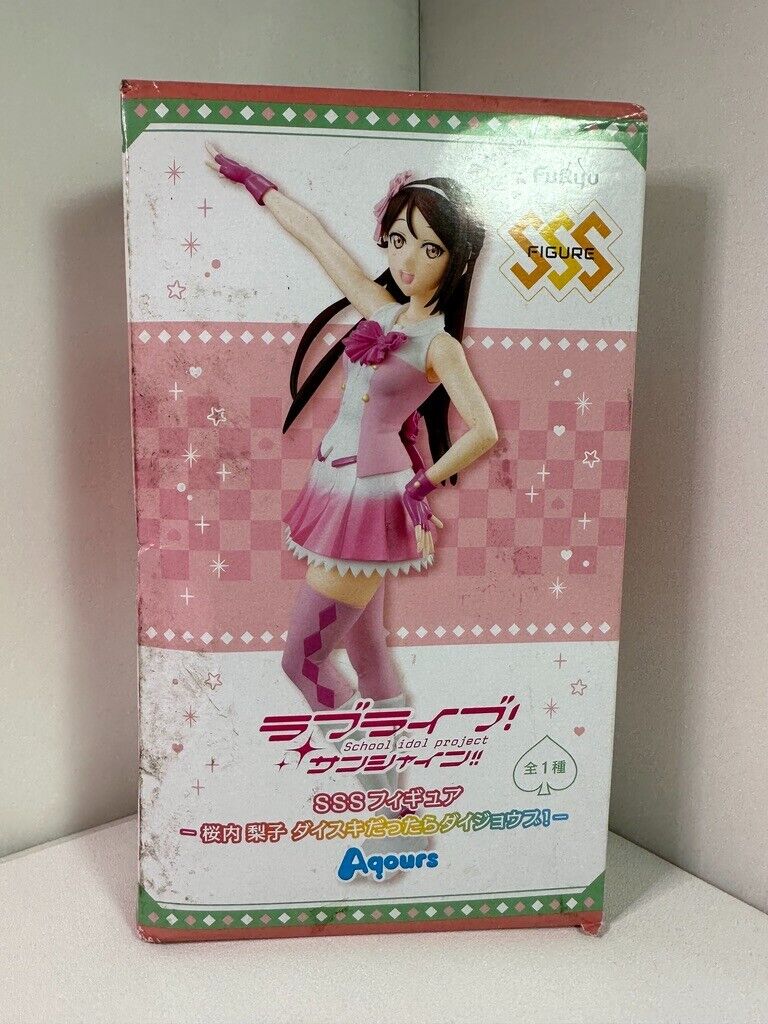 FuRyu
SSS
FIGURE
ラブライブ!
School idol project
サンシャイン!!
全1種
SSSフィギュア
－桜内 梨子 ダイスキだったらダイジョウブ！－
Aqours